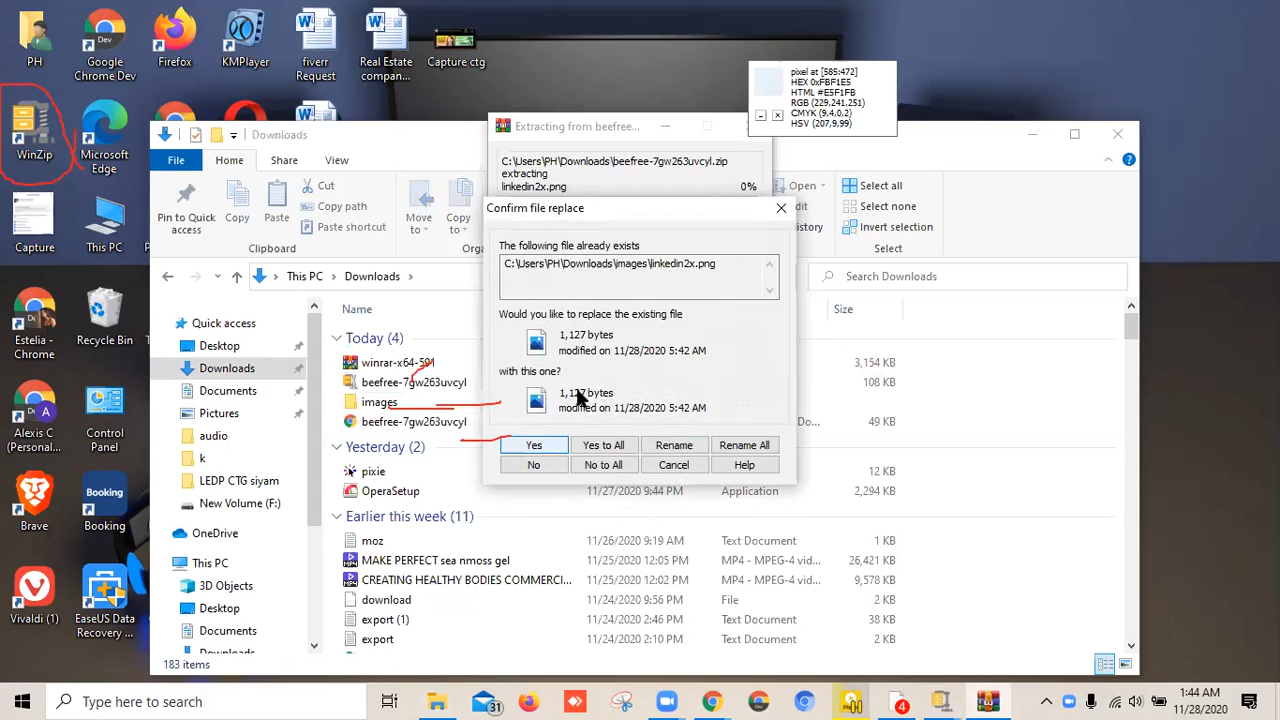 PH
Google Chrome Dev
Firefox
KMPlayer
fiverr Request
Real Estate compan...
Capture ctg
WinZip
Microsoft Edge
Capture
This PC
Estelia - Chrome
Recycle Bin
Alexis C (Personal)
Control Panel
Brave
Booking
Vivaldi (1)
EaseUS Data Recovery ...
pixel at [585:472]
HEX 0xFBF1E5
HTML #E5F1FB
RGB (229,241,251)
CMYK (9,4,0,2)
HSV (207,9,99)
Downloads
File
Home
Share
View
Pin to Quick access
Copy
Paste
Cut
Copy path
Paste shortcut
Clipboard
Move to
Copy to
Open
History
Select all
Select none
Invert selection
Select
This PC
Downloads
Search Downloads
Quick access
Desktop
Downloads
Documents
Pictures
audio
k
LEDP CTG siyam
New Volume (F:)
OneDrive
This PC
3D Objects
Desktop
Documents
Downloads
Name
Size
Today (4)
winrar-x64-591
3,154 KB
beefree-7gw263uvcyl
108 KB
images
beefree-7gw263uvcyl
Do...
49 KB
Yesterday (2)
pixie
12 KB
OperaSetup
11/27/2020 9:44 PM
Application
2,294 KB
Earlier this week (11)
moz
11/26/2020 9:19 AM
Text Document
1 KB
MAKE PERFECT sea nmoss gel
11/25/2020 12:05 PM
MP4 - MPEG-4 vid...
26,421 KB
CREATING HEALTHY BODIES COMMERCI...
11/25/2020 12:02 PM
MP4 - MPEG-4 vid...
9,578 KB
download
11/24/2020 9:56 PM
File
2 KB
export (1)
11/24/2020 2:16 PM
Text Document
38 KB
export
11/24/2020 2:10 PM
Text Document
2 KB
183 items
Extracting from beefree...
C:\Users\PH\Downloads\beefree-7gw263uvcyl.zip
extracting
linkedin2x.png
0%
Confirm file replace
The following file already exists
C:\Users\PH\Downloads\images\linkedin2x.png
Would you like to replace the existing file
1,127 bytes
modified on 11/28/2020 5:42 AM
with this one?
1,127 bytes
modified on 11/28/2020 5:42 AM
Yes
Yes to All
Rename
Rename All
No
No to All
Cancel
Help
Type here to search
31
4
1:44 AM
11/28/2020